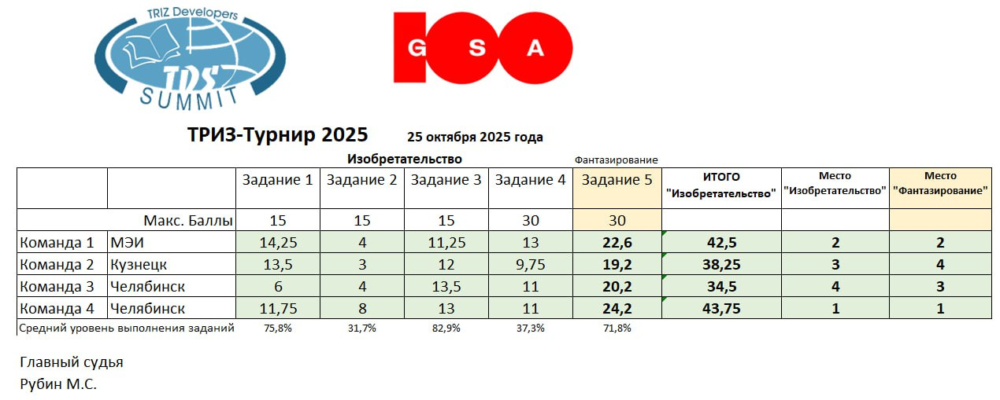 TRIZ Developers
TDS
SUMMIT
G S A
ТРИЗ-Турнир 2025 25 октября 2025 года
Изобретательство Фантазирование
Задание 1 Задание 2 Задание 3 Задание 4 Задание 5 ИТОГО "Изобретательство" Место "Изобретательство" Место "Фантазирование"
Макс. Баллы 15 15 15 30 30
Команда 1 МЭИ 14,25 4 11,25 13 22,6 42,5 2 2
Команда 2 Кузнецк 13,5 3 12 9,75 19,2 38,25 3 4
Команда 3 Челябинск 6 4 13,5 11 20,2 34,5 4 3
Команда 4 Челябинск 11,75 8 13 11 24,2 43,75 1 1
Средний уровень выполнения заданий 75,8% 31,7% 82,9% 37,3% 71,8%
Главный судья
Рубин М.С.